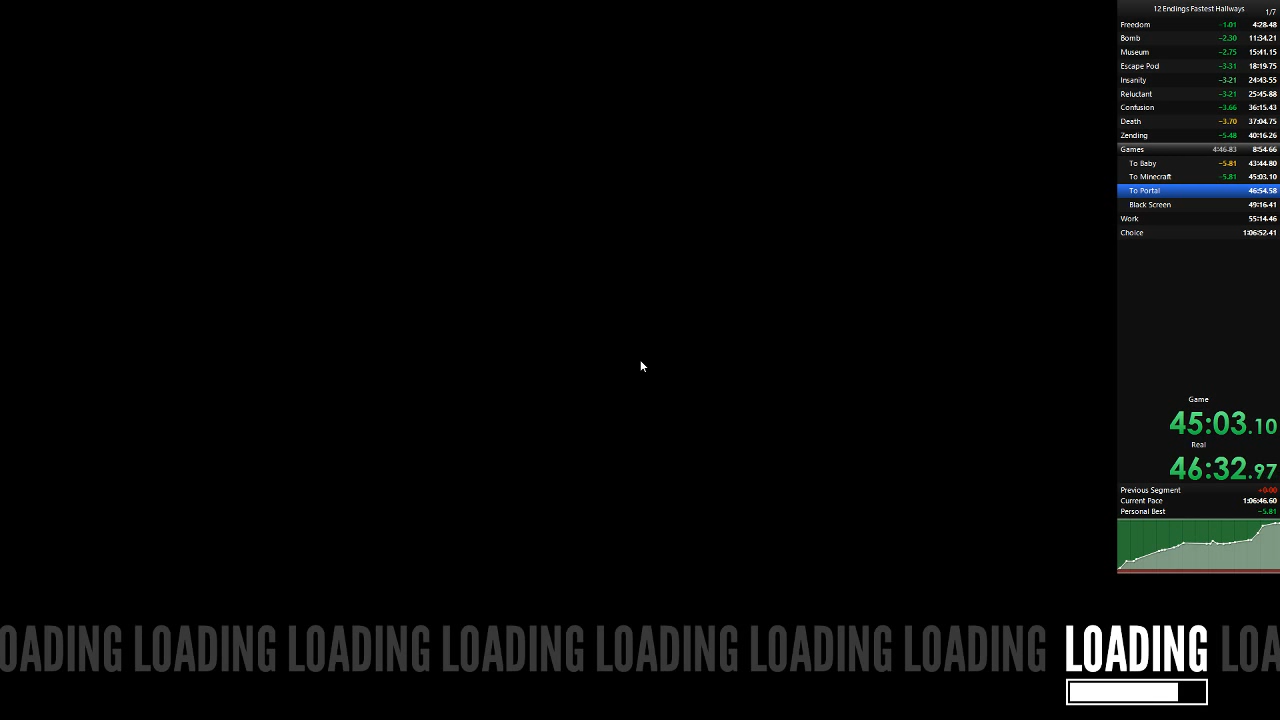 12 Endings Fastest Hallways 1/7
Freedom -1.01 4:28.48
Bomb -2.30 11:34.21
Museum -2.75 15:41.15
Escape Pod -3.31 18:19.75
Insanity -3.21 24:43.55
Reluctant -3.21 25:45.88
Confusion -3.66 36:15.43
Death -3.70 37:04.75
Zending -5.48 40:16.26
Games 4:46.83 8:54.66
To Baby -5.81 43:44.80
To Minecraft -5.81 45:03.10
To Portal 46:54.58
Black Screen 49:16.41
Work 55:14.46
Choice 1:06:52.41
Game
45:03.10
Real
46:32.97
Previous Segment +0.00
Current Pace 1:06:46.60
Personal Best -5.81
OADING LOADING LOADING LOADING LOADING LOADING LOADING LOADING LOA